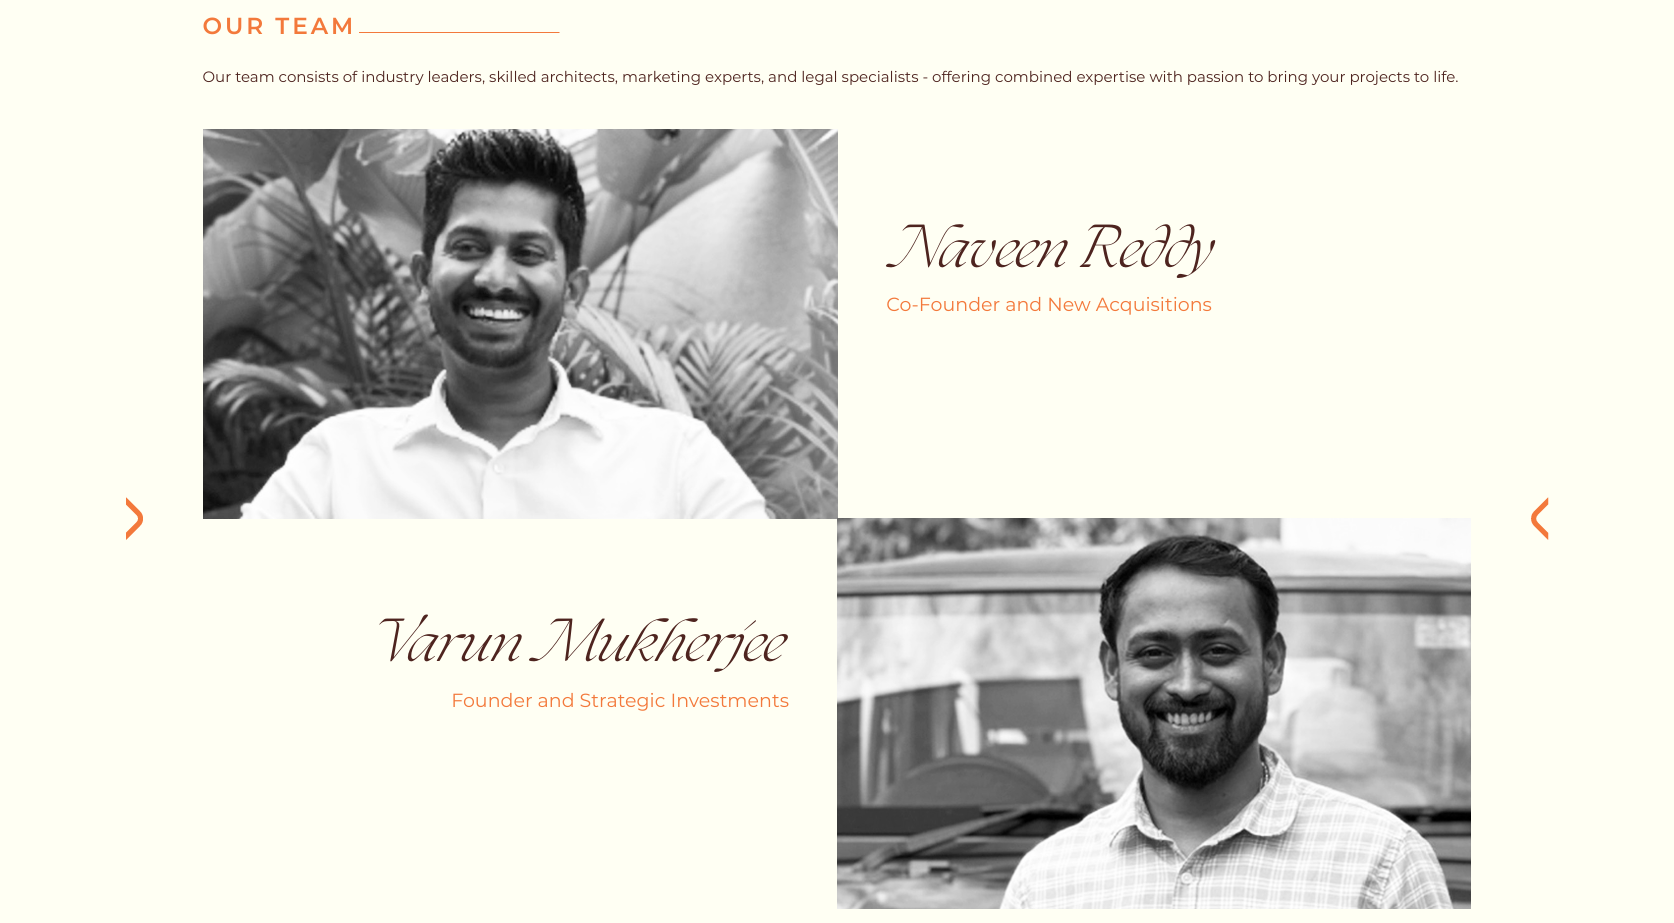 OUR TEAM
Our team consists of industry leaders, skilled architects, marketing experts, and legal specialists - offering combined expertise with passion to bring your projects to life.
Naveen Reddy
Co-Founder and New Acquisitions
Varun Mukherjee
Founder and Strategic Investments